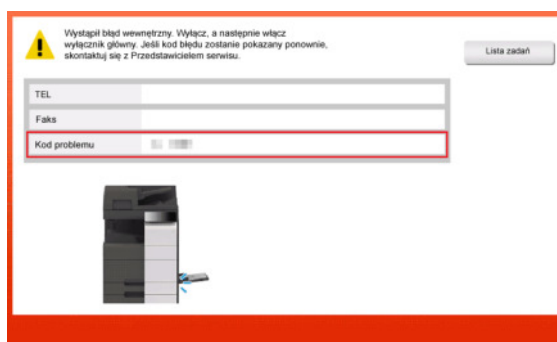 Wystąpił błąd wewnętrzny. Wyłącz, a następnie włącz
wyłącznik główny. Jeśli kod błędu zostanie pokazany ponownie,
skontaktuj się z Przedstawicielem serwisu.
Lista zadań
TEL
Faks
Kod problemu